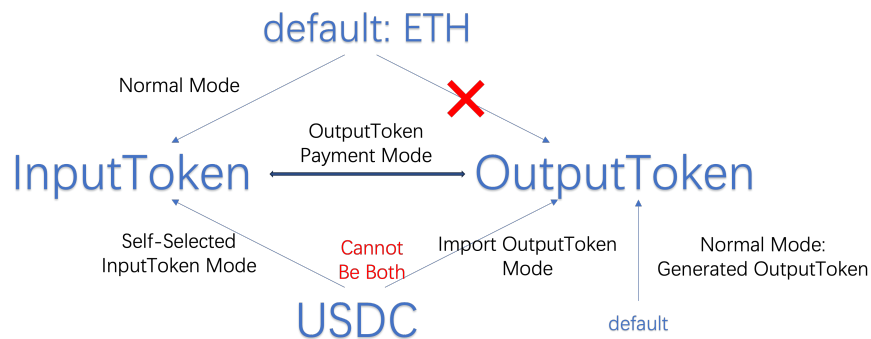 default: ETH
Normal Mode
OutputToken
Payment Mode
InputToken
OutputToken
Self-Selected
InputToken Mode
Cannot
Be Both
Import OutputToken
Mode
Normal Mode:
Generated OutputToken
USDC
default